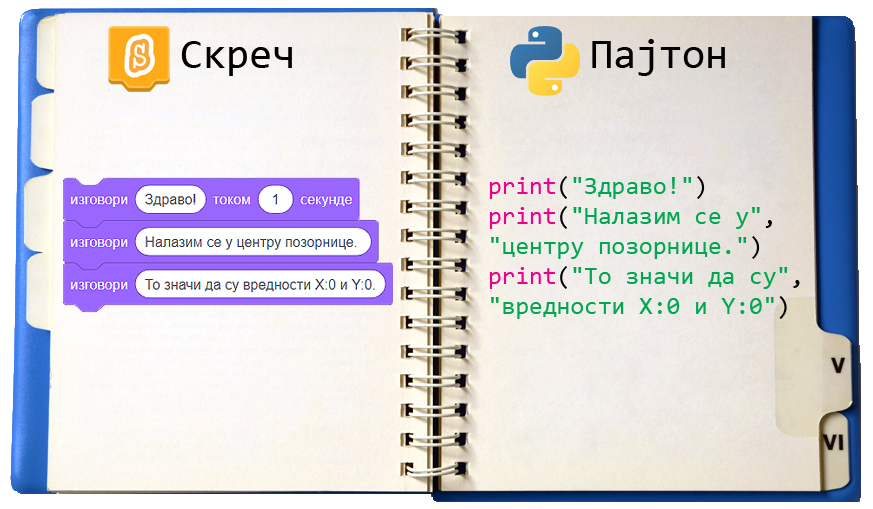 Скреч
изговори Здраво! током 1 секунде
изговори Налазим се у центру позорнице.
изговори То значи да су вредности X:0 и Y:0.
Пајтон
print("Здраво!")
print("Налазим се у",
"центру позорнице.")
print("То значи да су",
"вредности X:0 и Y:0")
V
VI